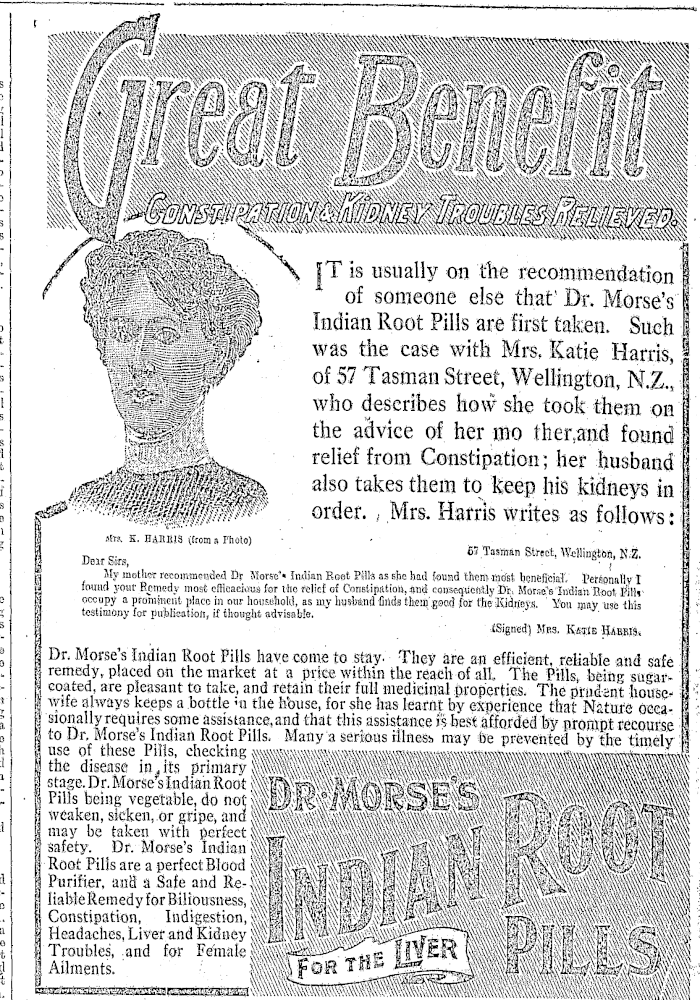 Great Benefit
CONSTIPATION & KIDNEY TROUBLES RELIEVED.
IT is usually on the recommendation
of someone else that Dr. Morse's
Indian Root Pills are first taken. Such
was the case with Mrs. Katie Harris,
of 57 Tasman Street, Wellington, N.Z.,
who describes how she took them on
the advice of her mo ther,and found
relief from Constipation; her husband
also takes them to keep his kidneys in
order. Mrs. Harris writes as follows:
Mrs. K. HARRIS (from a Photo)
57 Tasman Street, Wellington, N.Z.
Dear Sirs,
My mother recommended Dr Morse's Indian Root Pills as she had found them most beneficial. Personally I
found your Remedy most efficacious for the relief of Constipation, and consequently Dr. Morse's Indian Root Pills
occupy a prominent place in our household, as my husband finds them good for the Kidneys. You may use this
testimony for publication, if thought advisable.
(Signed) MRS. KATIE HARRIS.
Dr. Morse's Indian Root Pills have come to stay. They are an efficient, reliable and safe
remedy, placed on the market at a price within the reach of all. The Pills, being sugar-
coated, are pleasant to take, and retain their full medicinal properties. The prudent house-
wife always keeps a bottle in the house, for she has learnt by experience that Nature occa-
sionally requires some assistance, and that this assistance is best afforded by prompt recourse
to Dr. Morse's Indian Root Pills. Many a serious illness may be prevented by the timely
use of these Pills, checking
the disease in its primary
stage. Dr. Morse's Indian Root
Pills being vegetable, do not
weaken, sicken, or gripe, and
may be taken with perfect
safety. Dr. Morse's Indian
Root Pills are a perfect Blood
Purifier, and a Safe and Re-
liable Remedy for Biliousness,
Constipation, Indigestion,
Headaches, Liver and Kidney
Troubles, and for Female
Ailments.
DR. MORSE'S
INDIAN ROOT
PILLS
FOR THE LIVER